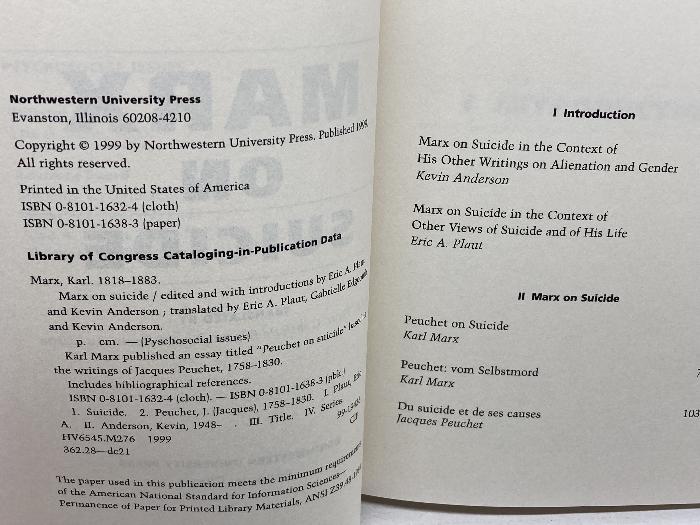 Northwestern University Press
Evanston, Illinois 60208-4210
Copyright © 1999 by Northwestern University Press. Published 1999.
All rights reserved.
Printed in the United States of America
ISBN 0-8101-1632-4 (cloth)
ISBN 0-8101-1638-3 (paper)
Library of Congress Cataloging-in-Publication Data
Marx, Karl. 1818–1883.
Marx on suicide / edited and with introductions by Eric A.
and Kevin Anderson ; translated by Eric A. Plaut, Gabrielle
and Kevin Anderson.
p. cm. — (Pyschosocial issues)
Karl Marx published an essay titled "Peuchet on suicide"
the writings of Jacques Peuchet, 1758–1830.
Includes bibliographical references.
ISBN 0-8101-1632-4 (cloth). — ISBN 0-8101-1638-3 (pbk.)
1. Suicide. 2. Peuchet, J. (Jacques), 1758–1830. I. Plaut,
A. II. Anderson, Kevin, 1948– . III. Title. IV. Series
HV6545.M276 1999
362.28—dc21
The paper used in this publication meets the minimum requirements
of the American National Standard for Information Sciences—
Permanence of Paper for Printed Library Materials, ANSI
I Introduction
Marx on Suicide in the Context of
His Other Writings on Alienation and Gender
Kevin Anderson
Marx on Suicide in the Context of
Other Views of Suicide and of His Life
Eric A. Plaut
II Marx on Suicide
Peuchet on Suicide
Karl Marx
Peuchet: vom Selbstmord
Karl Marx
Du suicide et de ses causes 103
Jacques Peuchet